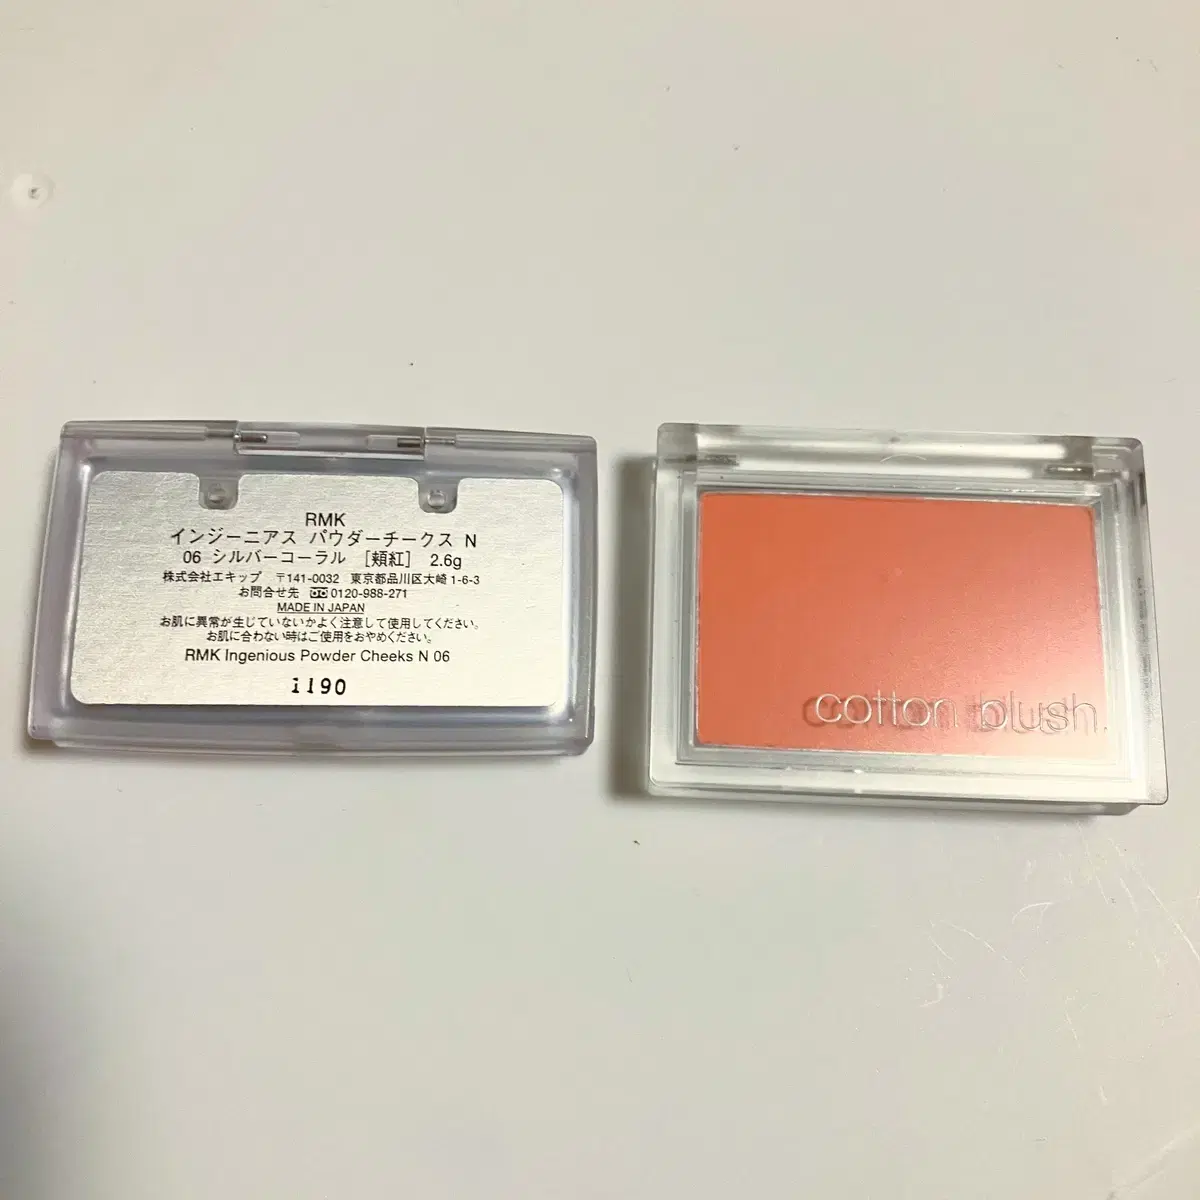 RMK
インジーニアス パウダーチークス N
06 シルバーコーラル [頬紅] 2.6g
株式会社エキップ 〒141-0032 東京都品川区大崎 1-6-3
お問合せ先 0120-988-271
MADE IN JAPAN
お肌に異常が生じていないかよく注意して使用してください。
お肌に合わない時はご使用をおやめください。
RMK Ingenious Powder Cheeks N 06
1190
cotton blush.